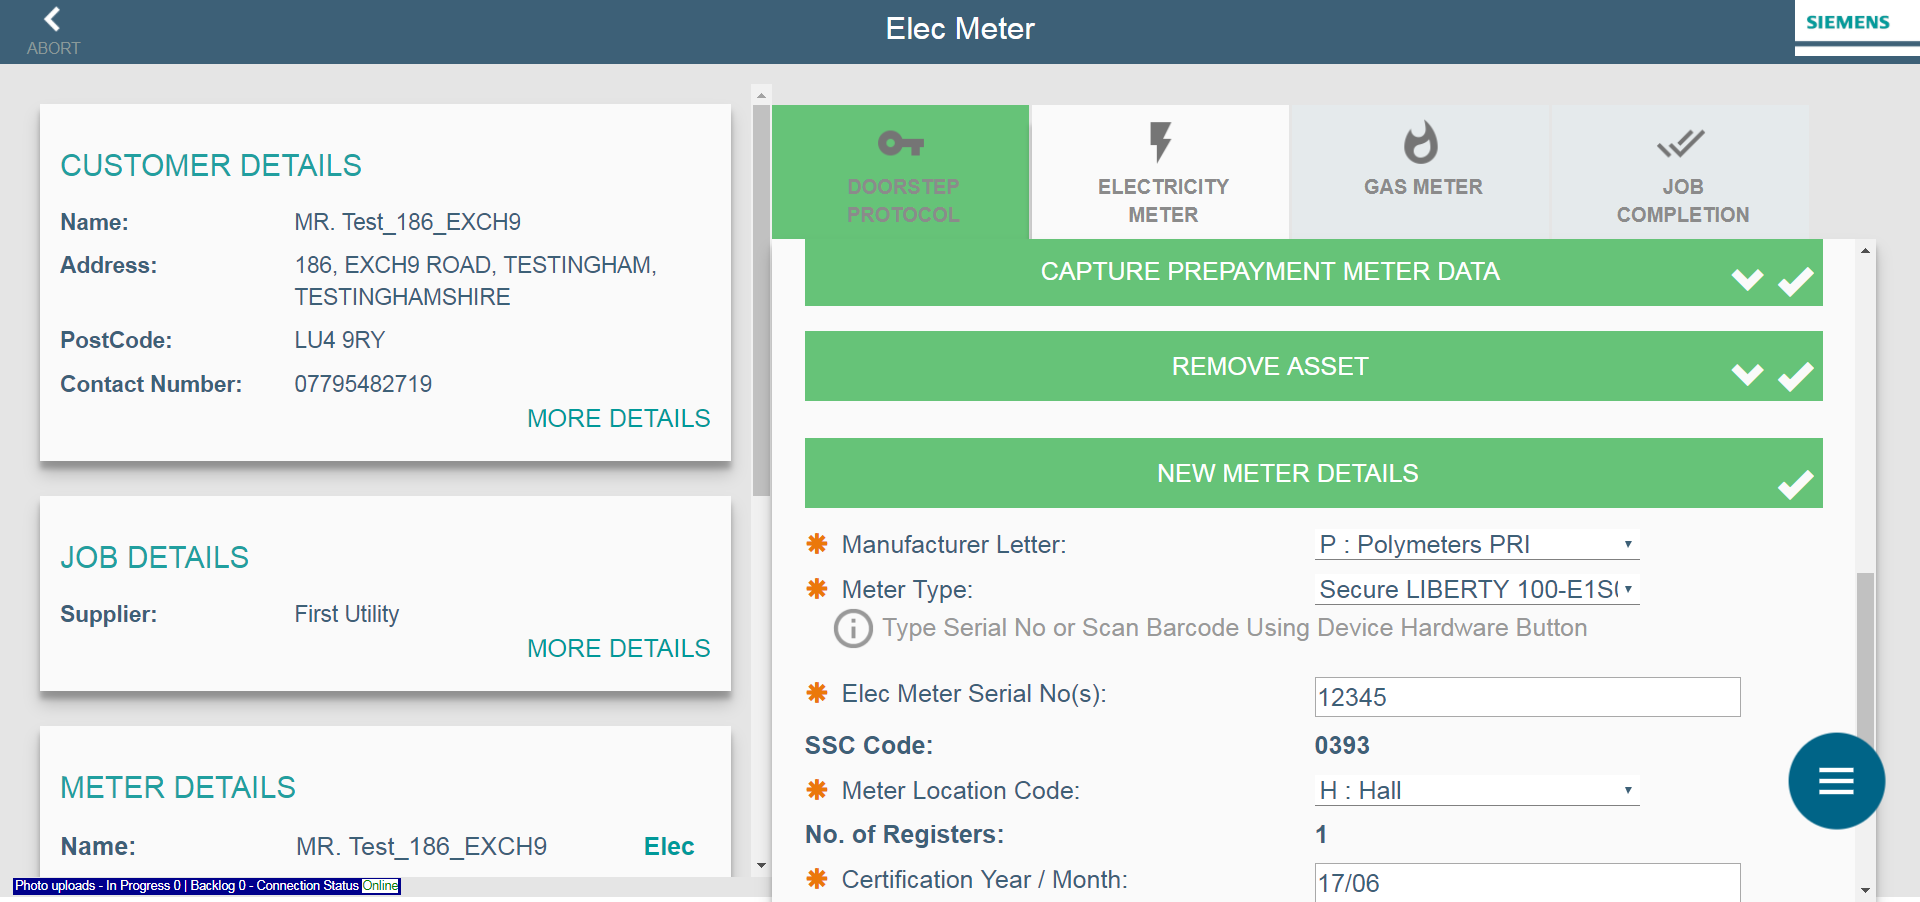 ABORT
Elec Meter
SIEMENS
CUSTOMER DETAILS
Name: MR. Test_186_EXCH9
Address: 186, EXCH9 ROAD, TESTINGHAM,
TESTINGHAMSHIRE
PostCode: LU4 9RY
Contact Number: 07795482719
MORE DETAILS
JOB DETAILS
Supplier: First Utility
MORE DETAILS
METER DETAILS
Name: MR. Test_186_EXCH9 Elec
Photo uploads - In Progress 0 | Backlog 0 - Connection Status Online
DOORSTEP
PROTOCOL
ELECTRICITY
METER
GAS METER
JOB
COMPLETION
CAPTURE PREPAYMENT METER DATA
REMOVE ASSET
NEW METER DETAILS
Manufacturer Letter: P : Polymeters PRI
Meter Type: Secure LIBERTY 100-E1S
Type Serial No or Scan Barcode Using Device Hardware Button
Elec Meter Serial No(s): 12345
SSC Code: 0393
Meter Location Code: H : Hall
No. of Registers: 1
Certification Year / Month: 17/06